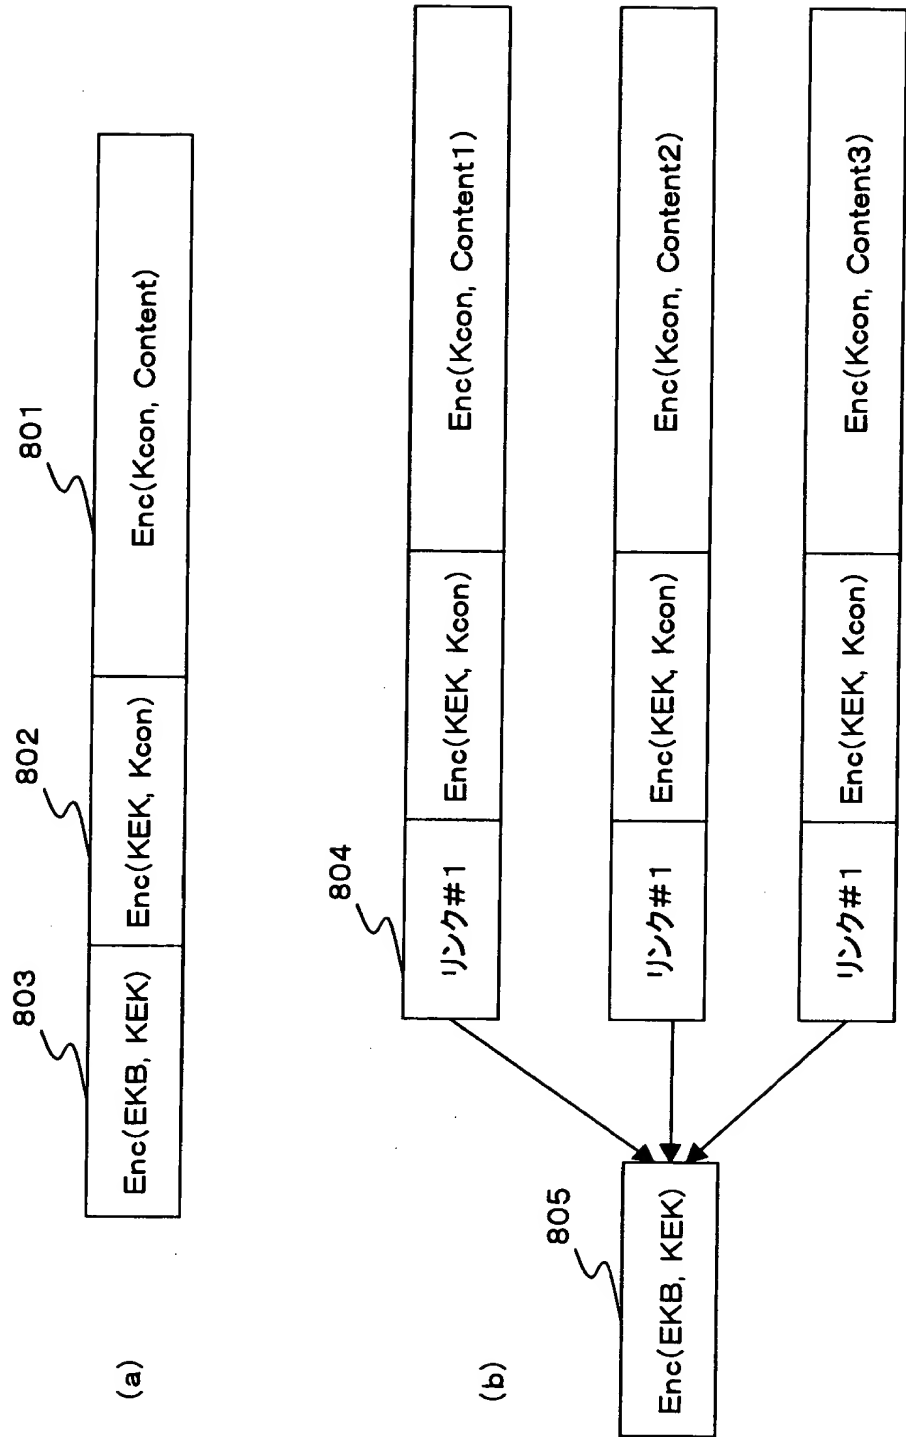 (a)
803
802
801
Enc(EKB, KEK)
Enc(KEK, Kcon)
Enc(Kcon, Content)
(b)
804
リンク#1
Enc(KEK, Kcon)
Enc(Kcon, Content1)
805
Enc(EKB, KEK)
リンク#1
Enc(KEK, Kcon)
Enc(Kcon, Content2)
リンク#1
Enc(KEK, Kcon)
Enc(Kcon, Content3)